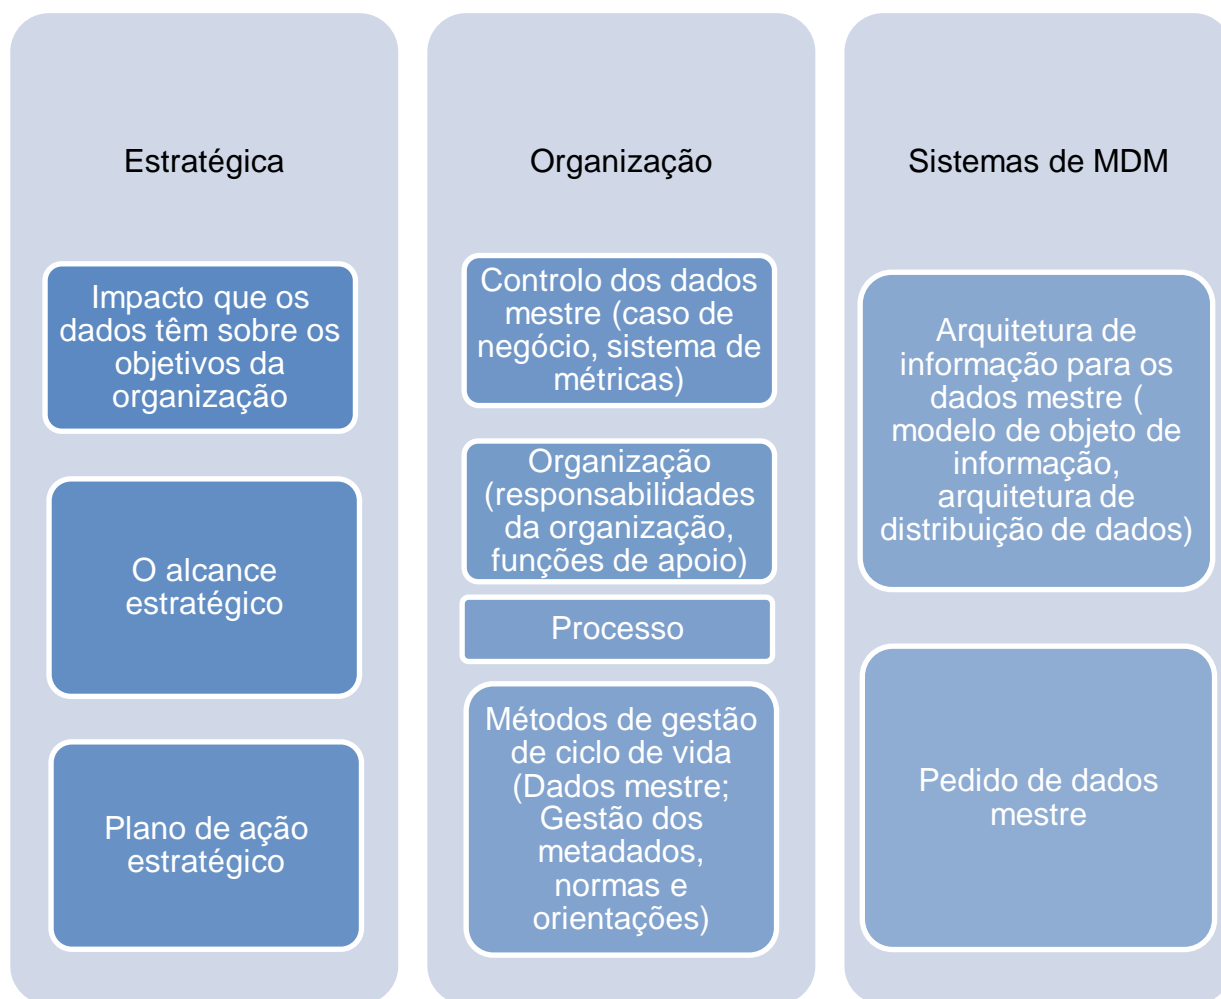 Estratégica
Impacto que os
dados têm sobre os
objetivos da
organização
O alcance
estratégico
Plano de ação
estratégico
Organização
Controlo dos dados
mestre (caso de
negócio, sistema de
métricas)
Organização
(responsabilidades
da organização,
funções de apoio)
Processo
Métodos de gestão
de ciclo de vida
(Dados mestre;
Gestão dos
metadados,
normas e
orientações)
Sistemas de MDM
Arquitetura de
informação para os
dados mestre (
modelo de objeto de
informação,
arquitetura de
distribuição de dados)
Pedido de dados
mestre